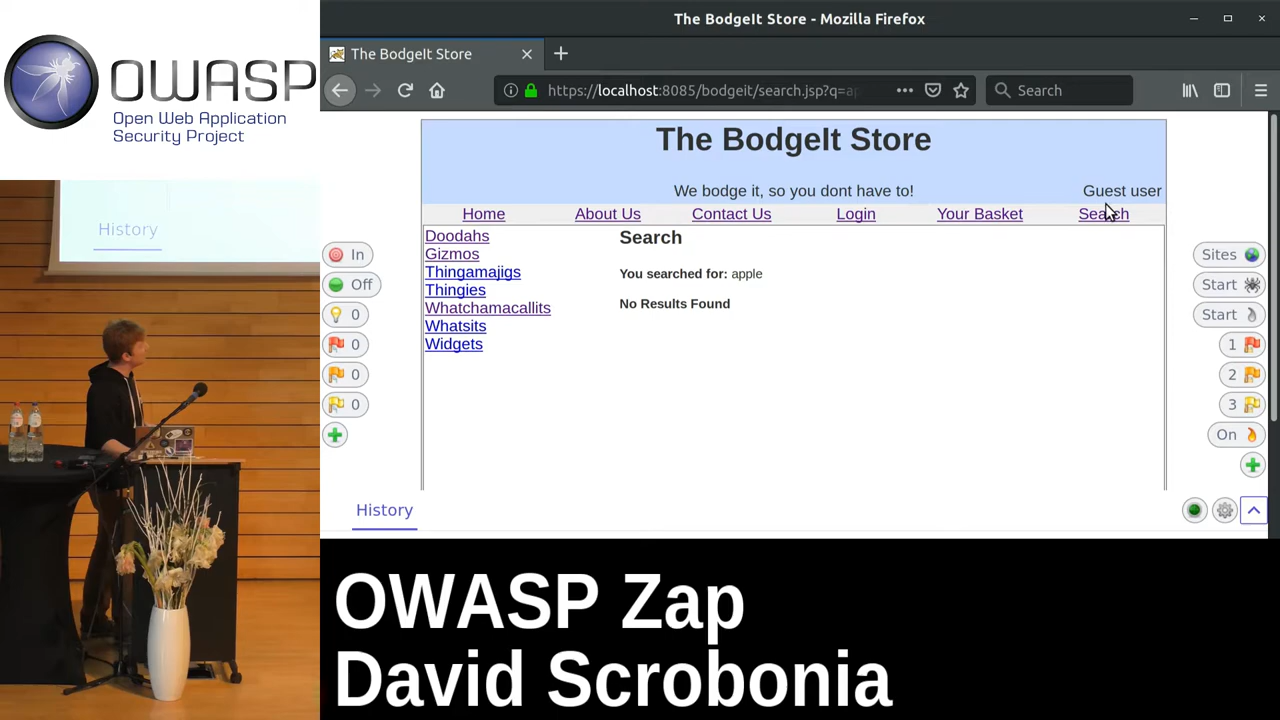 OWASP
Open Web Application
Security Project
History
The BodgeIt Store - Mozilla Firefox
The BodgeIt Store
https://localhost:8085/bodgeit/search.jsp?q=ap
Search
The BodgeIt Store
We bodge it, so you dont have to!
Guest user
Home
About Us
Contact Us
Login
Your Basket
Search
Doodahs
Gizmos
Thingamajigs
Thingies
Whatchamacallits
Whatsits
Widgets
Search
You searched for: apple
No Results Found
In
Off
0
0
0
0
Sites
Start
Start
1
2
3
On
History
OWASP Zap
David Scrobonia